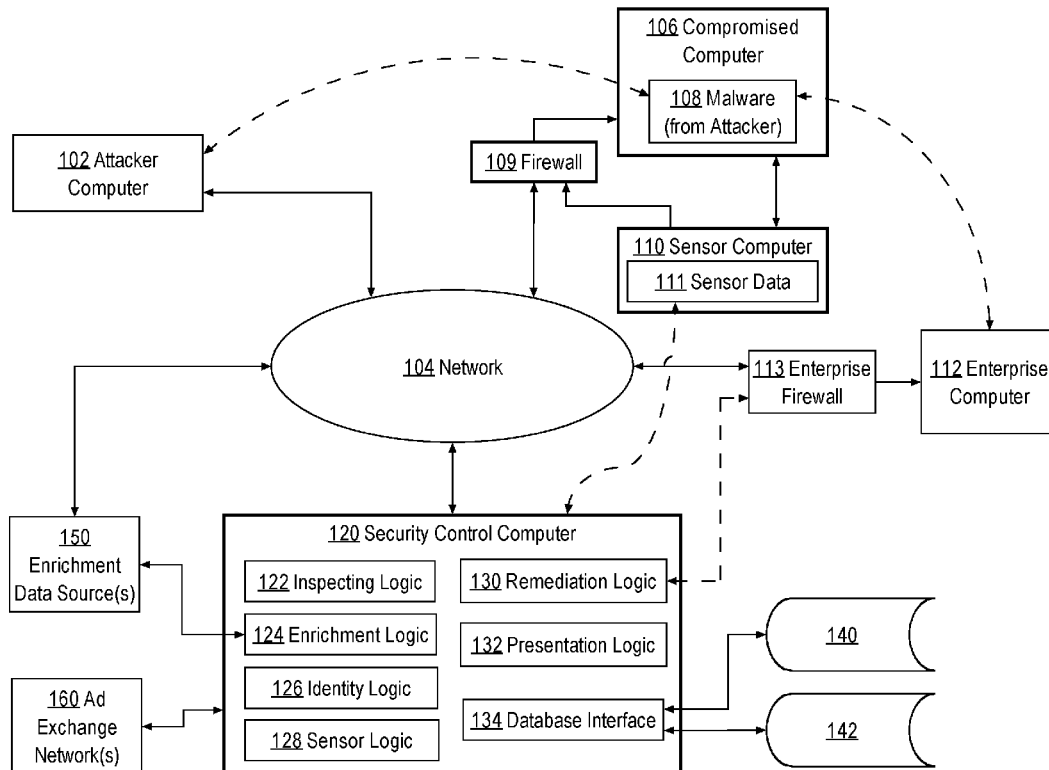 106 Compromised
Computer
108 Malware
(from Attacker)
102 Attacker
Computer
109 Firewall
110 Sensor Computer
111 Sensor Data
104 Network
113 Enterprise
Firewall
112 Enterprise
Computer
150
Enrichment
Data Source(s)
120 Security Control Computer
122 Inspecting Logic
130 Remediation Logic
124 Enrichment Logic
132 Presentation Logic
140
126 Identity Logic
160 Ad
Exchange
Network(s)
134 Database Interface
142
128 Sensor Logic